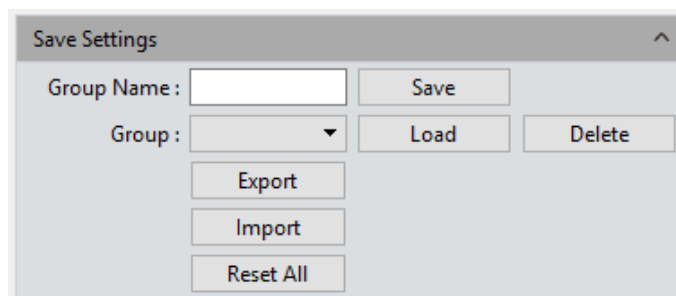 Save Settings
Group Name : Save
Group : Load Delete
Export
Import
Reset All